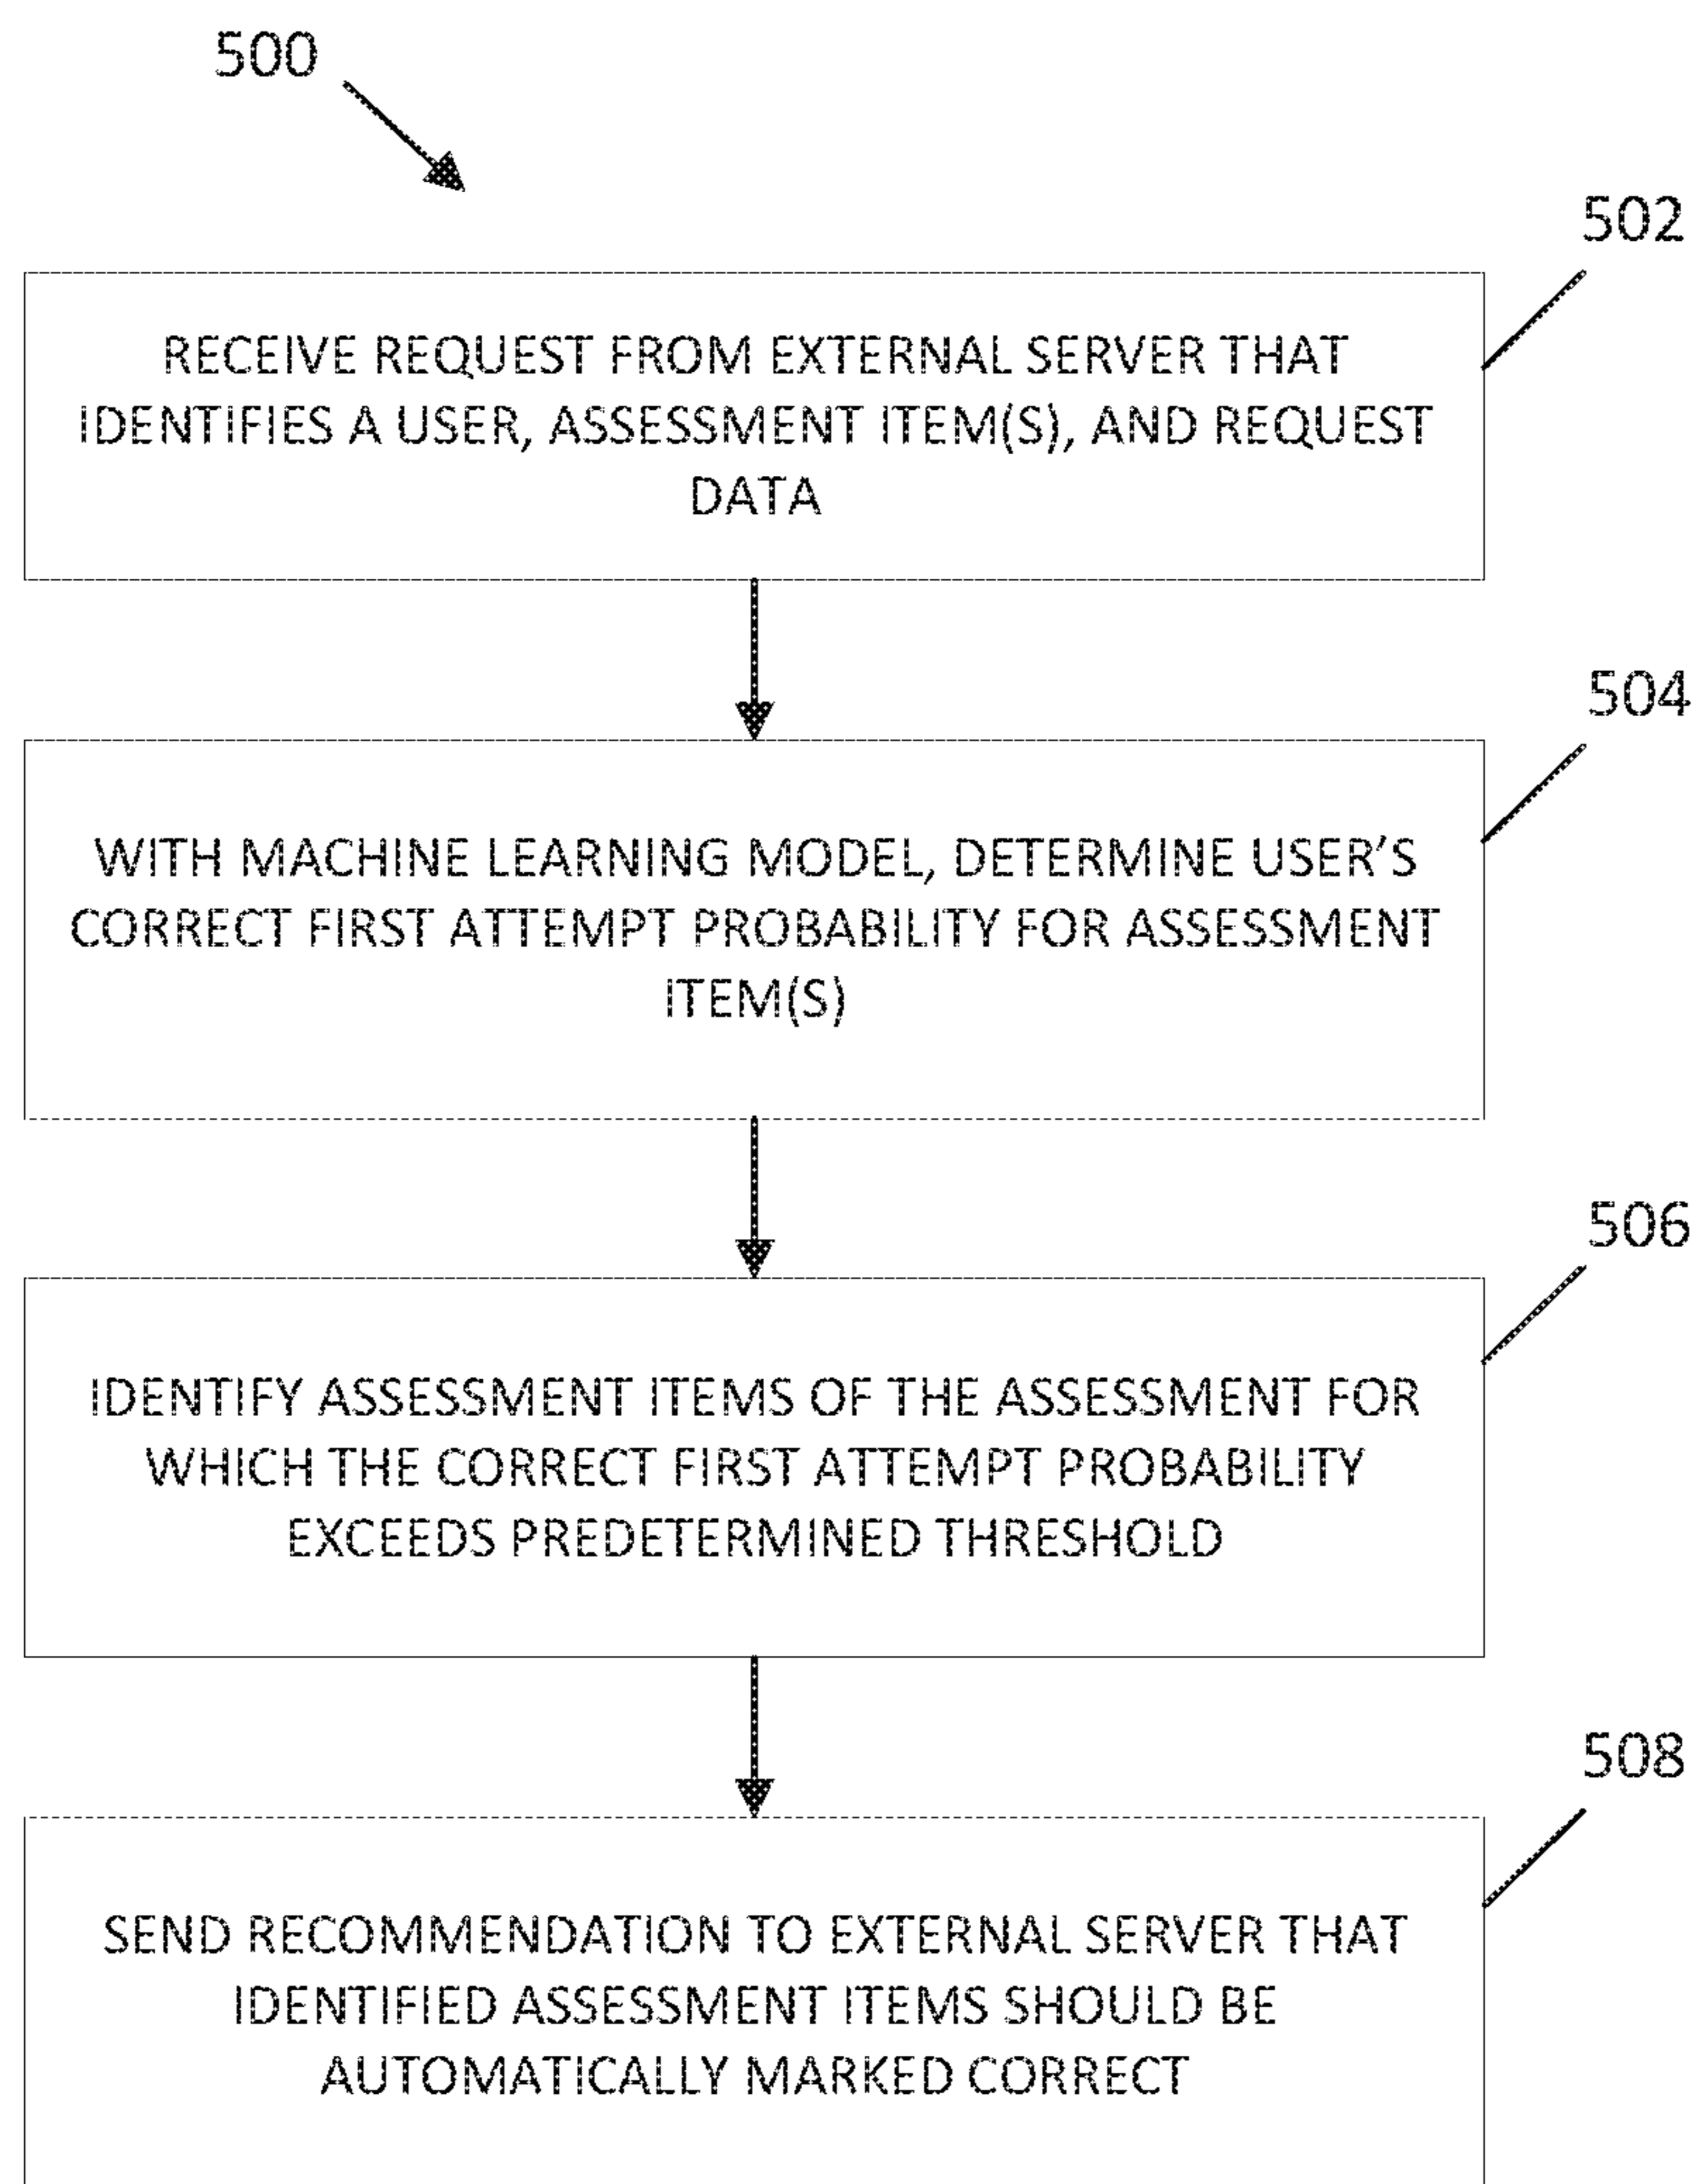 500
502
RECEIVE REQUEST FROM EXTERNAL SERVER THAT
IDENTIFIES A USER, ASSESSMENT ITEM(S), AND REQUEST
DATA
504
WITH MACHINE LEARNING MODEL, DETERMINE USER'S
CORRECT FIRST ATTEMPT PROBABILITY FOR ASSESSMENT
ITEM(S)
506
IDENTIFY ASSESSMENT ITEMS OF THE ASSESSMENT FOR
WHICH THE CORRECT FIRST ATTEMPT PROBABILITY
EXCEEDS PREDETERMINED THRESHOLD
508
SEND RECOMMENDATION TO EXTERNAL SERVER THAT
IDENTIFIED ASSESSMENT ITEMS SHOULD BE
AUTOMATICALLY MARKED CORRECT